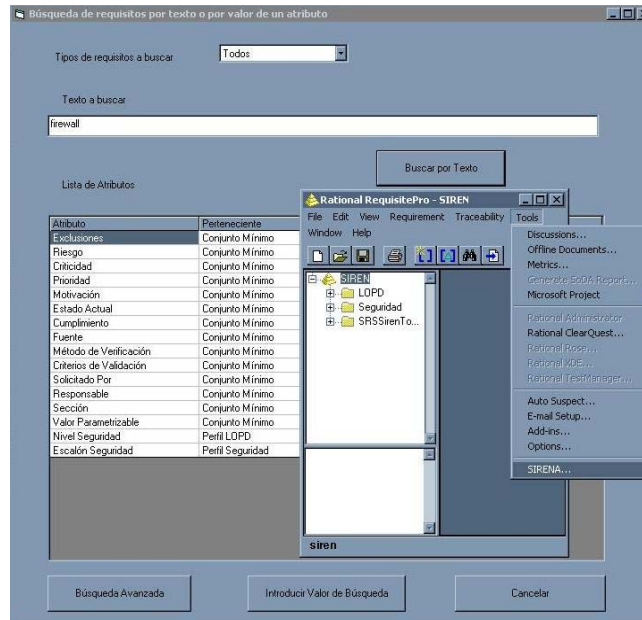 Búsqueda de requisitos por texto o por valor de un atributo
Tipos de requisitos a buscar
Todos
Texto a buscar
firewall
Buscar por Texto
Lista de Atributos
Atributo Perteneciente
Exclusiones Conjunto Mínimo
Riesgo Conjunto Mínimo
Criticidad Conjunto Mínimo
Prioridad Conjunto Mínimo
Motivación Conjunto Mínimo
Estado Actual Conjunto Mínimo
Cumplimiento Conjunto Mínimo
Fuente Conjunto Mínimo
Método de Verificación Conjunto Mínimo
Criterios de Validación Conjunto Mínimo
Solicitado Por Conjunto Mínimo
Responsable Conjunto Mínimo
Sección Conjunto Mínimo
Valor Parametrizable Conjunto Mínimo
Nivel Seguridad Perfil LOPD
Escalón Seguridad Perfil Seguridad
Rational RequisitePro - SIREN
File Edit View Requirement Traceability Tools
Window Help
SIREN
LOPD
Seguridad
SRSSirenTo...
siren
Discussions...
Offline Documents...
Metrics...
Generate SoDA Report...
Microsoft Project
Rational Administrator
Rational ClearQuest...
Rational Rose...
Rational XDE...
Rational TestManager...
Auto Suspect...
E-mail Setup...
Add-ins...
Options...
SIRENA...
Búsqueda Avanzada
Introducir Valor de Búsqueda
Cancelar